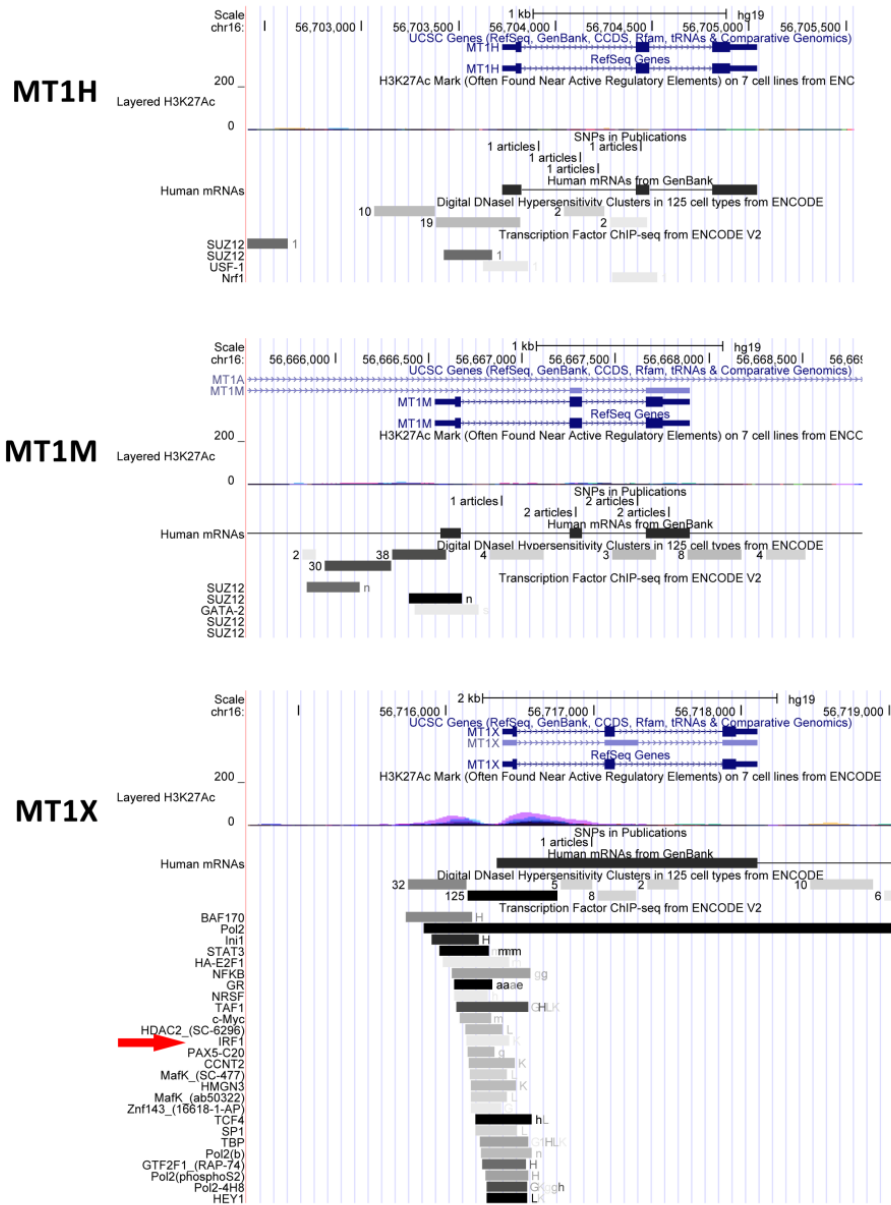 Scale 1 kb hg19
chr16: 56,703,000 56,703,500 56,704,000 56,704,500 56,705,000 56,705,500
UCSC Genes (RefSeq, GenBank, CCDS, Rfam, tRNAs & Comparative Genomics)
MT1H
RefSeq Genes
MT1H
H3K27Ac Mark (Often Found Near Active Regulatory Elements) on 7 cell lines from ENC
200
MT1H
Layered H3K27Ac
0
SNPs in Publications
1 articles 1 articles
1 articles
1 articles
Human mRNAs from GenBank
Human mRNAs
Digital DNaseI Hypersensitivity Clusters in 125 cell types from ENCODE
10 2
19 2
Transcription Factor ChIP-seq from ENCODE V2
SUZ12 1
SUZ12 1
USF-1
Nrf1
Scale 1 kb hg19
chr16: 56,666,000 56,666,500 56,667,000 56,667,500 56,668,000 56,668,500 56,669
UCSC Genes (RefSeq, GenBank, CCDS, Rfam, tRNAs & Comparative Genomics)
MT1A
MT1M
MT1M
RefSeq Genes
MT1M
H3K27Ac Mark (Often Found Near Active Regulatory Elements) on 7 cell lines from ENCC
200
MT1M
Layered H3K27Ac
0
SNPs in Publications
1 articles 2 articles
2 articles 2 articles
Human mRNAs from GenBank
Human mRNAs
Digital DNaseI Hypersensitivity Clusters in 125 cell types from ENCODE
2 38 4 3 8 4
30
Transcription Factor ChIP-seq from ENCODE V2
SUZ12 n
SUZ12 n
GATA-2
SUZ12
SUZ12
Scale 2 kb hg19
chr16: 56,716,000 56,717,000 56,718,000 56,719,000
UCSC Genes (RefSeq, GenBank, CCDS, Rfam, tRNAs & Comparative Genomics)
MT1X
MT1X
RefSeq Genes
MT1X
H3K27Ac Mark (Often Found Near Active Regulatory Elements) on 7 cell lines from ENCODE
200
MT1X
Layered H3K27Ac
0
SNPs in Publications
1 articles
Human mRNAs from GenBank
Human mRNAs
Digital DNaseI Hypersensitivity Clusters in 125 cell types from ENCODE
32 5 2 10
125 8 6
Transcription Factor ChIP-seq from ENCODE V2
BAF170 H
Pol2
Ini1 H
STAT3
HA-E2F1
NFKB gg
GR aaae
NRSF
TAF1 GHLK
c-Myc m
HDAC2_(SC-6296) L
IRF1
PAX5-C20 g
CCNT2 K
MafK_(SC-477) L
HMGN3 K
MafK_(ab50322) L
Znf143_(16618-1-AP)
TCF4 hL
SP1 L
TBP
Pol2(b) n
GTF2F1_(RAP-74) H
Pol2(phosphoS2) H
Pol2-4H8
HEY1 LK